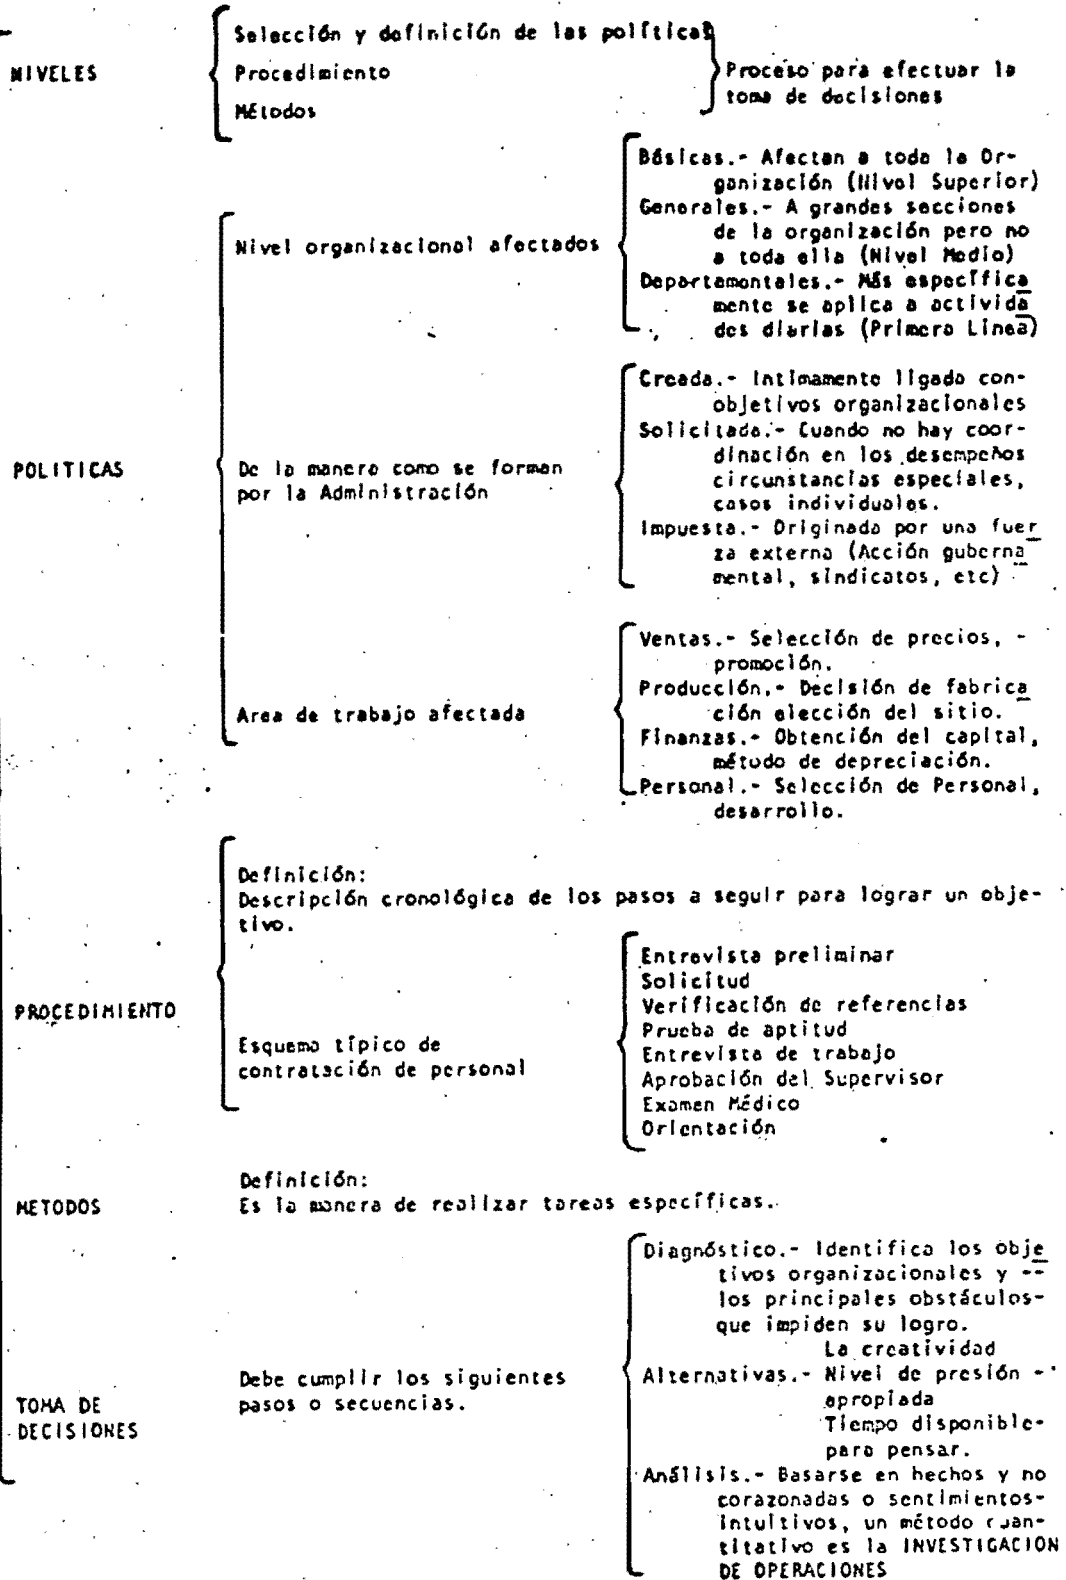 NIVELES
Selección y definición de las políticas
Procedimiento
Métodos
Proceso para efectuar la
toma de decisiones
POLITICAS
Nivel organizacional afectados
Básicas.- Afectan a toda la Or-
ganización (Nivel Superior)
Generales.- A grandes secciones
de la organización pero no
a toda ella (Nivel Medio)
Departamentales.- Más específica
mente se aplica a activida
des diarias (Primera Linea)
De la manera como se forman
por la Administración
Creada.- Intimamente ligado con-
objetivos organizacionales
Solicitada.- Cuando no hay coor-
dinación en los desempeños
circunstancias especiales,
casos individuales.
Impuesta.- Originada por una fuer
za externa (Acción guberna
mental, sindicatos, etc)
Area de trabajo afectada
Ventas.- Selección de precios, -
promoción.
Producción.- Decisión de fabrica
ción elección del sitio.
Finanzas.- Obtención del capital,
método de depreciación.
Personal.- Selección de Personal,
desarrollo.
PROCEDIMIENTO
Definición:
Descripción cronológica de los pasos a seguir para lograr un obje-
tivo.
Esquema típico de
contratación de personal
Entrevista preliminar
Solicitud
Verificación de referencias
Prueba de aptitud
Entrevista de trabajo
Aprobación del Supervisor
Examen Médico
Orientación
METODOS
Definición:
Es la manera de realizar tareas específicas.
TOMA DE
DECISIONES
Debe cumplir los siguientes
pasos o secuencias.
Diagnóstico.- Identifica los obje
tivos organizacionales y --
los principales obstáculos-
que impiden su logro.
La creatividad
Alternativas.- Nivel de presión -
apropiada
Tiempo disponible-
para pensar.
Análisis.- Basarse en hechos y no
corazonadas o sentimientos-
intuitivos, un método cuan-
titativo es la INVESTIGACION
DE OPERACIONES